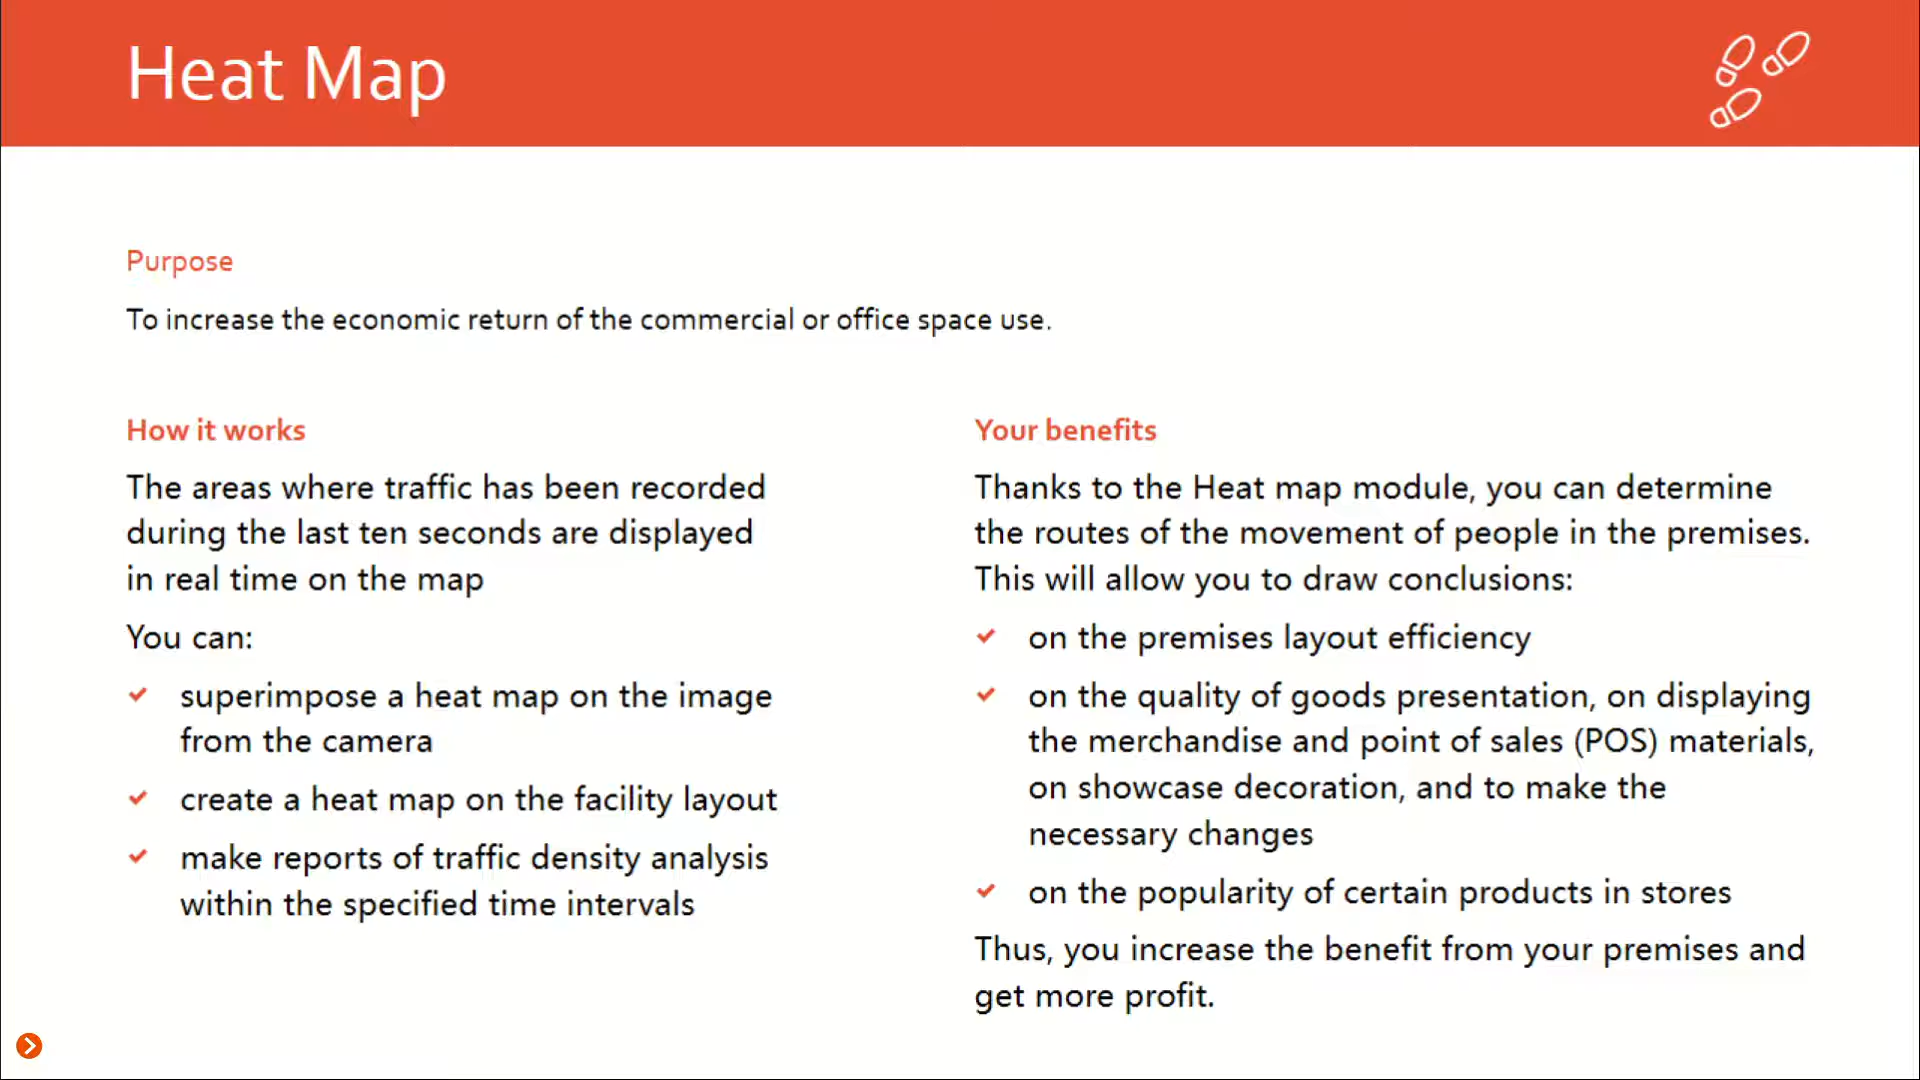 Heat Map
Purpose
To increase the economic return of the commercial or office space use.
How it works
The areas where traffic has been recorded
during the last ten seconds are displayed
in real time on the map
You can:
superimpose a heat map on the image
from the camera
create a heat map on the facility layout
make reports of traffic density analysis
within the specified time intervals
Your benefits
Thanks to the Heat map module, you can determine
the routes of the movement of people in the premises.
This will allow you to draw conclusions:
on the premises layout efficiency
on the quality of goods presentation, on displaying
the merchandise and point of sales (POS) materials,
on showcase decoration, and to make the
necessary changes
on the popularity of certain products in stores
Thus, you increase the benefit from your premises and
get more profit.